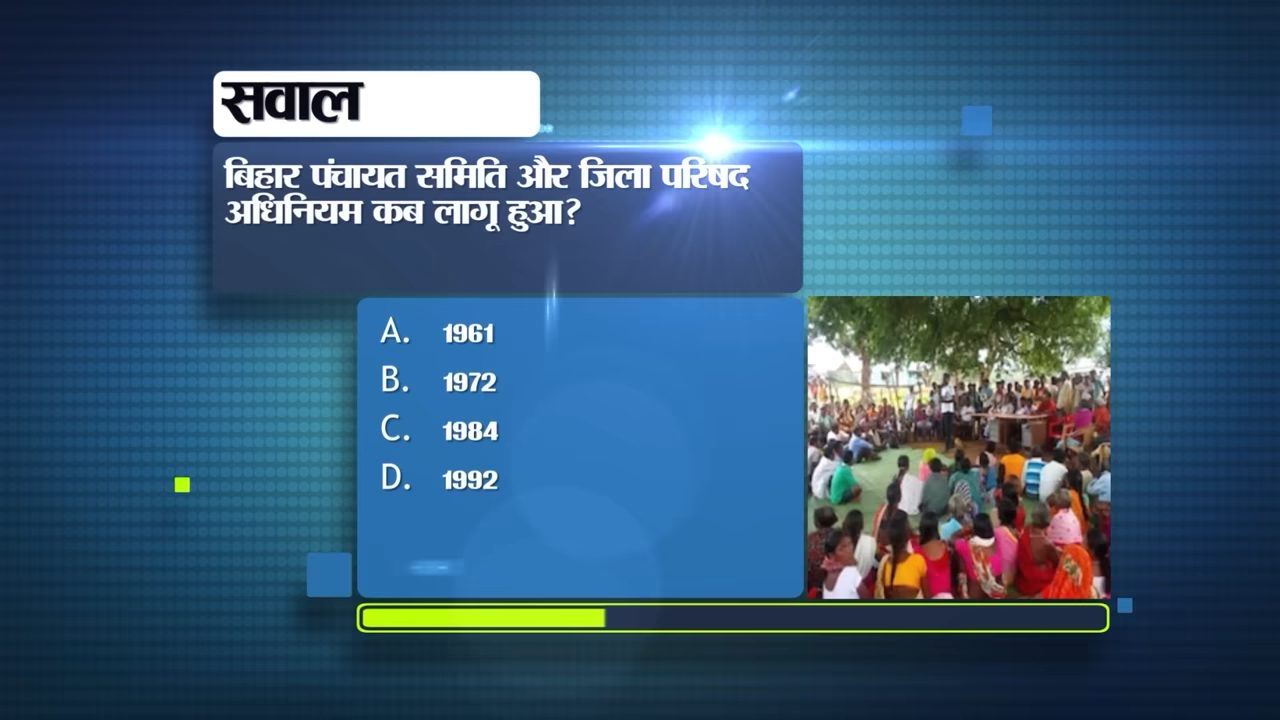 सवाल
बिहार पंचायत समिति और जिला परिषद
अधिनियम कब लागू हुआ?
A. 1961
B. 1972
C. 1984
D. 1992